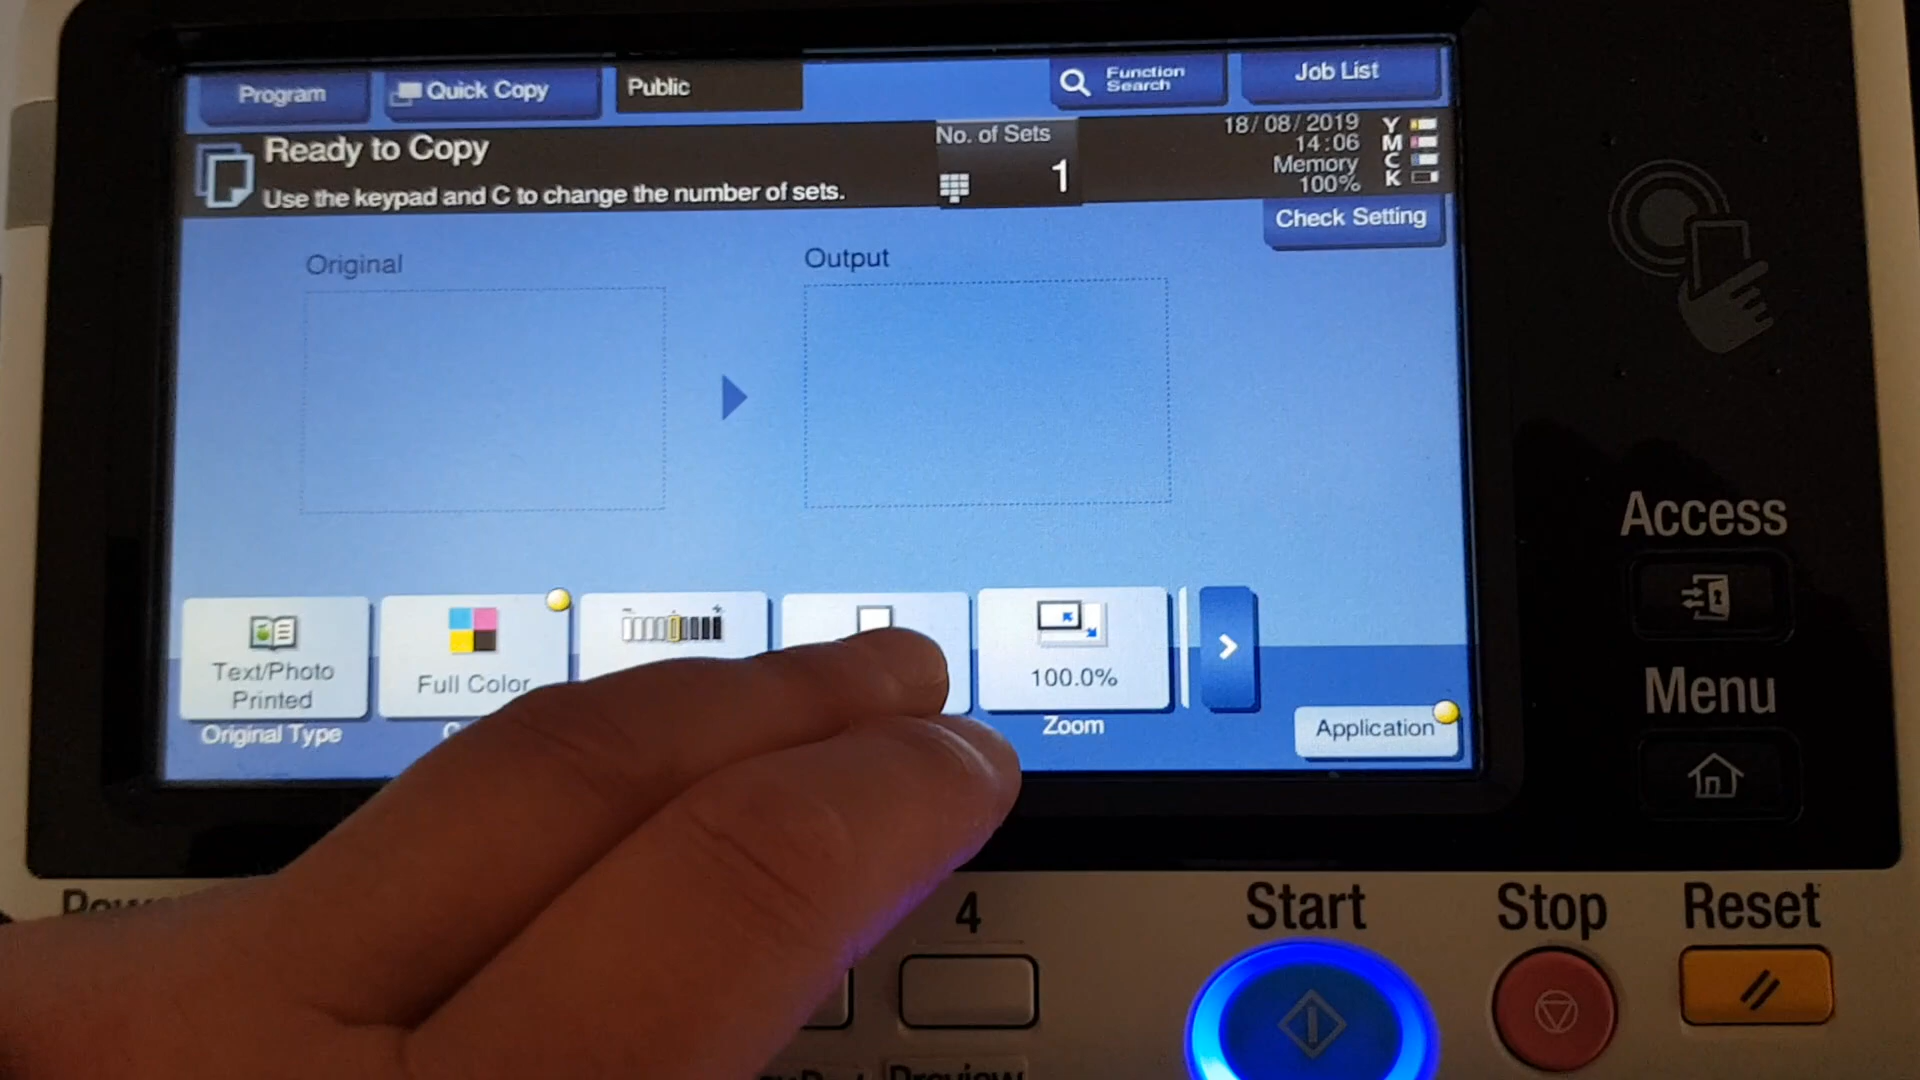 Program
Quick Copy
Public
Function
Search
Job List
Ready to Copy
Use the keypad and C to change the number of sets.
No. of Sets
1
18/08/2019
14:06
Memory
100%
Y
M
C
K
Check Setting
Original
Output
Text/Photo
Printed
Original Type
Full Color
100.0%
Zoom
Application
Access
Menu
4
Start
Stop
Reset
Preview